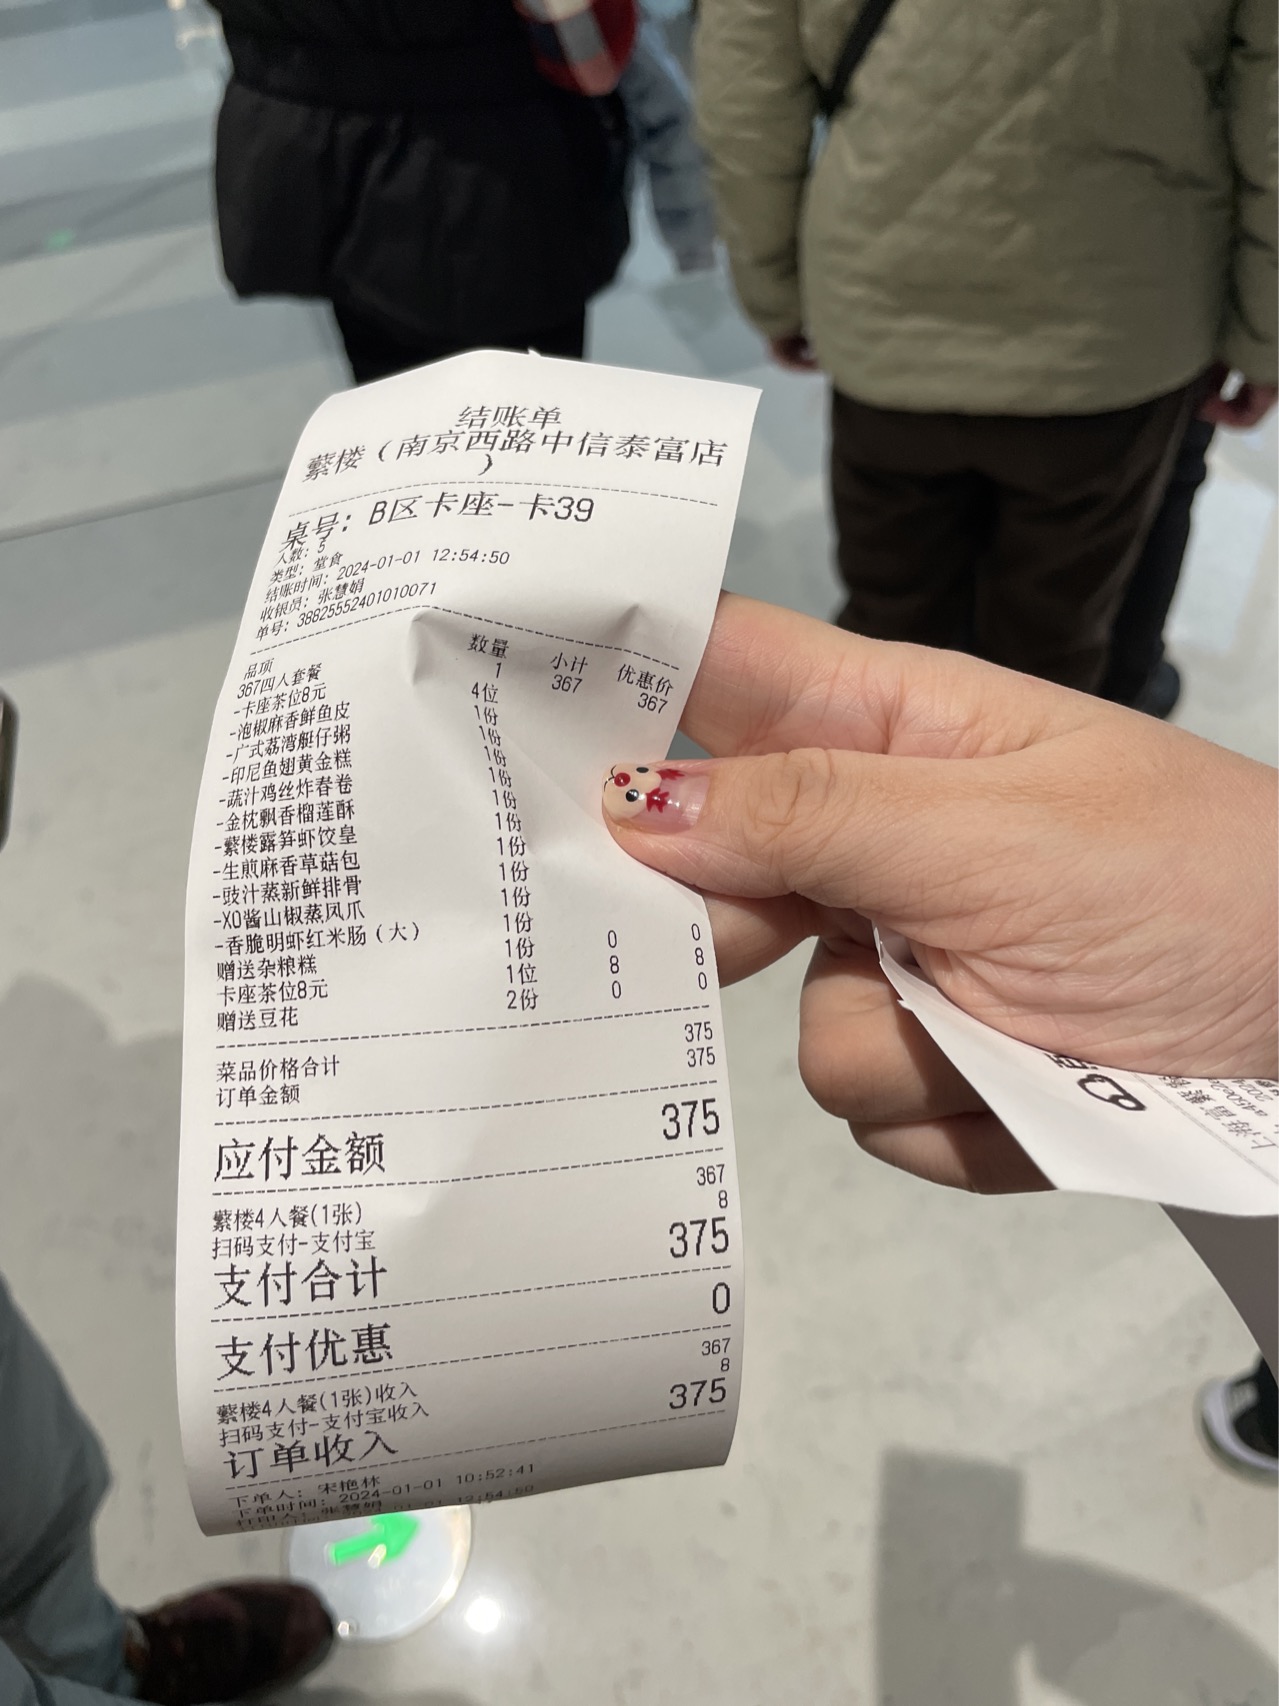 结账单
蘩楼（南京西路中信泰富店
）
桌号：B区卡座-卡39
人数：5
类型：堂食
结账时间：2024-01-01 12:54:50
收银员：张慧娟
单号：38825552401010071
品项 数量 小计 优惠价
367四人套餐 1 367 367
-卡座茶位8元 4位
-泡椒麻香鲜鱼皮 1份
-广式荔湾艇仔粥 1份
-印尼鱼翅黄金糕 1份
-蔬汁鸡丝炸春卷 1份
-金枕飘香榴莲酥 1份
-蘩楼露笋虾饺皇 1份
-生煎麻香草菇包 1份
-豉汁蒸新鲜排骨 1份
-XO酱山椒蒸凤爪 1份
-香脆明虾红米肠（大） 1份
赠送杂粮糕 1份 0 0
卡座茶位8元 1位 8 8
赠送豆花 2份 0 0
菜品价格合计 375
订单金额 375
应付金额 375
蘩楼4人餐(1张) 367
扫码支付-支付宝 8
支付合计 375
支付优惠 0
蘩楼4人餐(1张)收入 367
扫码支付-支付宝收入 8
订单收入 375
下单人：宋艳林
下单时间：2024-01-01 10:52:41
打印人：张慧娟